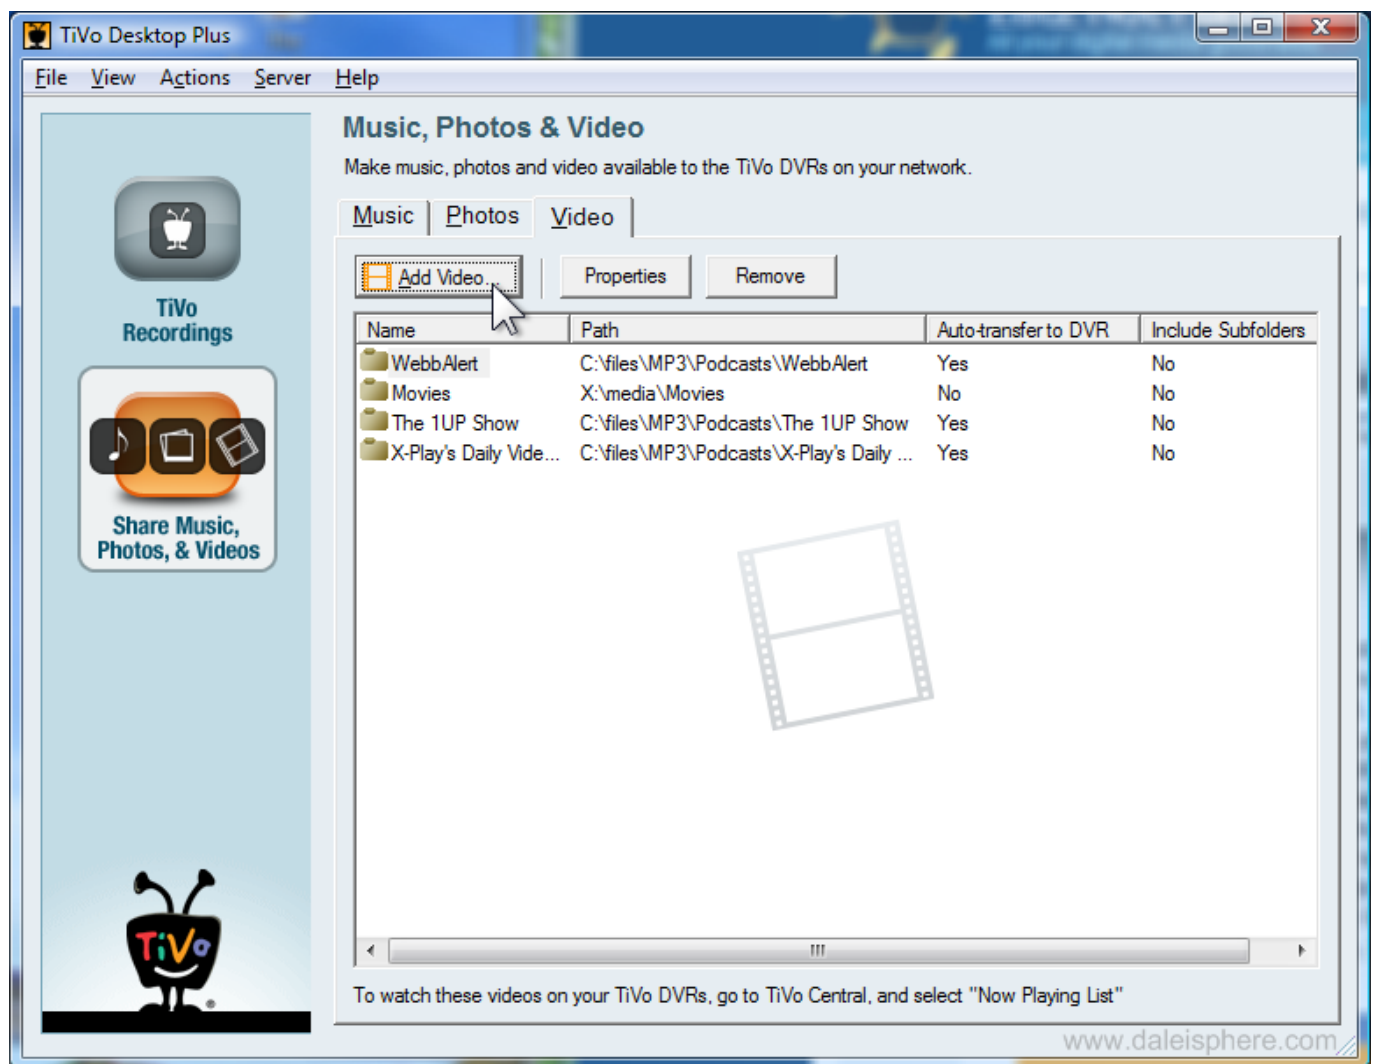 TiVo Desktop Plus
File View Actions Server Help
Music, Photos & Video
Make music, photos and video available to the TiVo DVRs on your network.
Music Photos Video
Add Video... Properties Remove
Name Path Auto-transfer to DVR Include Subfolders
WebbAlert C:\files\MP3\Podcasts\WebbAlert Yes No
Movies X:\media\Movies No No
The 1UP Show C:\files\MP3\Podcasts\The 1UP Show Yes No
X-Play's Daily Vide... C:\files\MP3\Podcasts\X-Play's Daily ... Yes No
TiVo
Recordings
Share Music,
Photos, & Videos
TiVo
To watch these videos on your TiVo DVRs, go to TiVo Central, and select "Now Playing List"
www.daleisphere.com